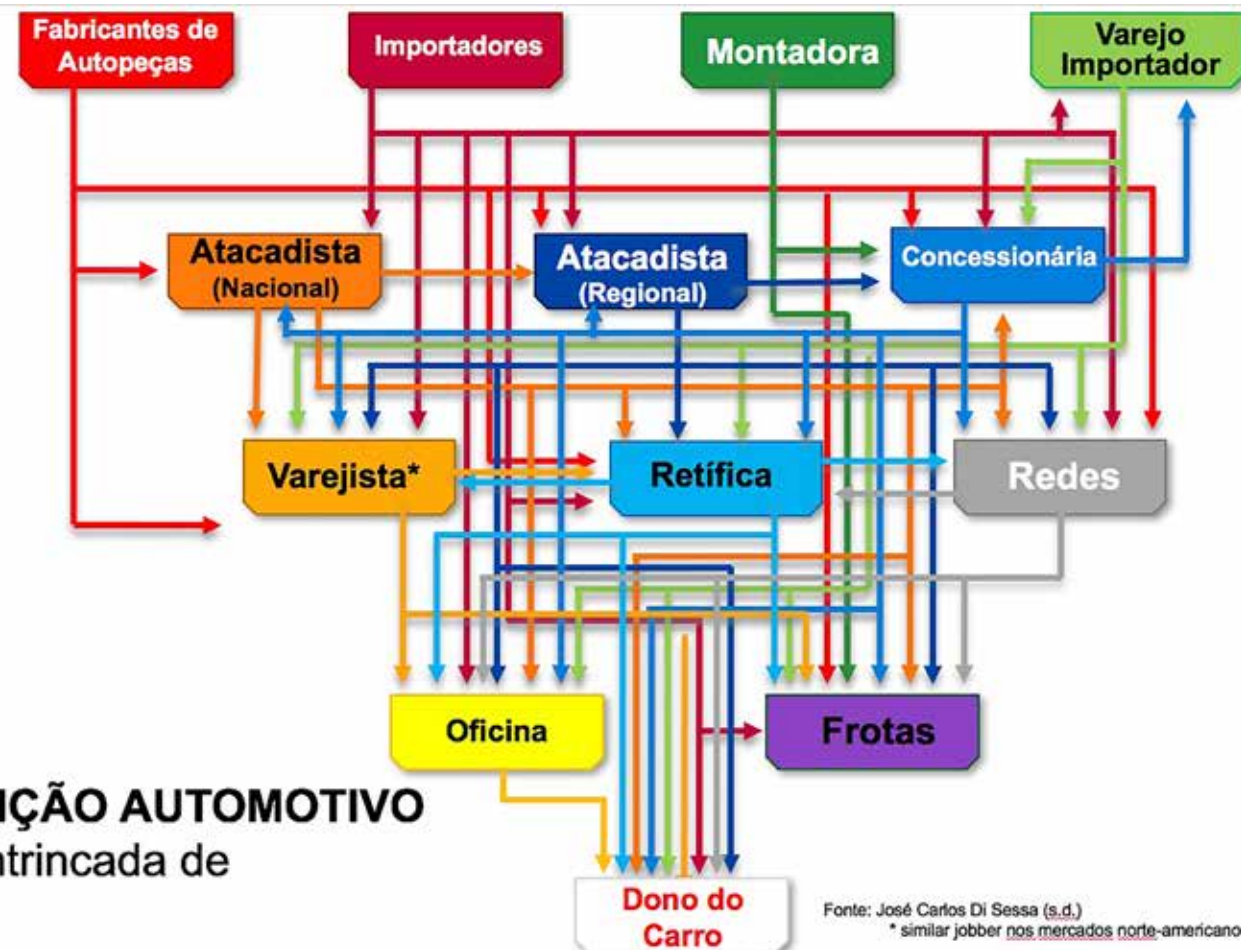 Fabricantes de
Autopeças
Importadores
Montadora
Varejo
Importador
Atacadista
(Nacional)
Atacadista
(Regional)
Concessionária
Varejista*
Retífica
Redes
Oficina
Frotas
IÇÃO AUTOMOTIVO
ntrincada de
Dono do
Carro
Fonte: José Carlos Di Sessa (s.d.)
* similar jobber nos mercados norte-americano